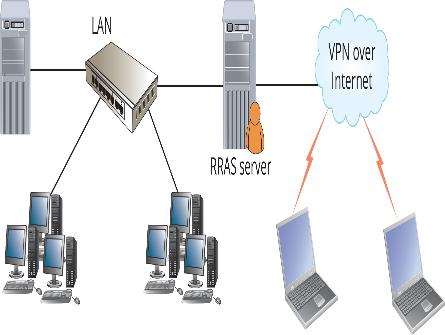 LAN
VPN over
Internet
RRAS server